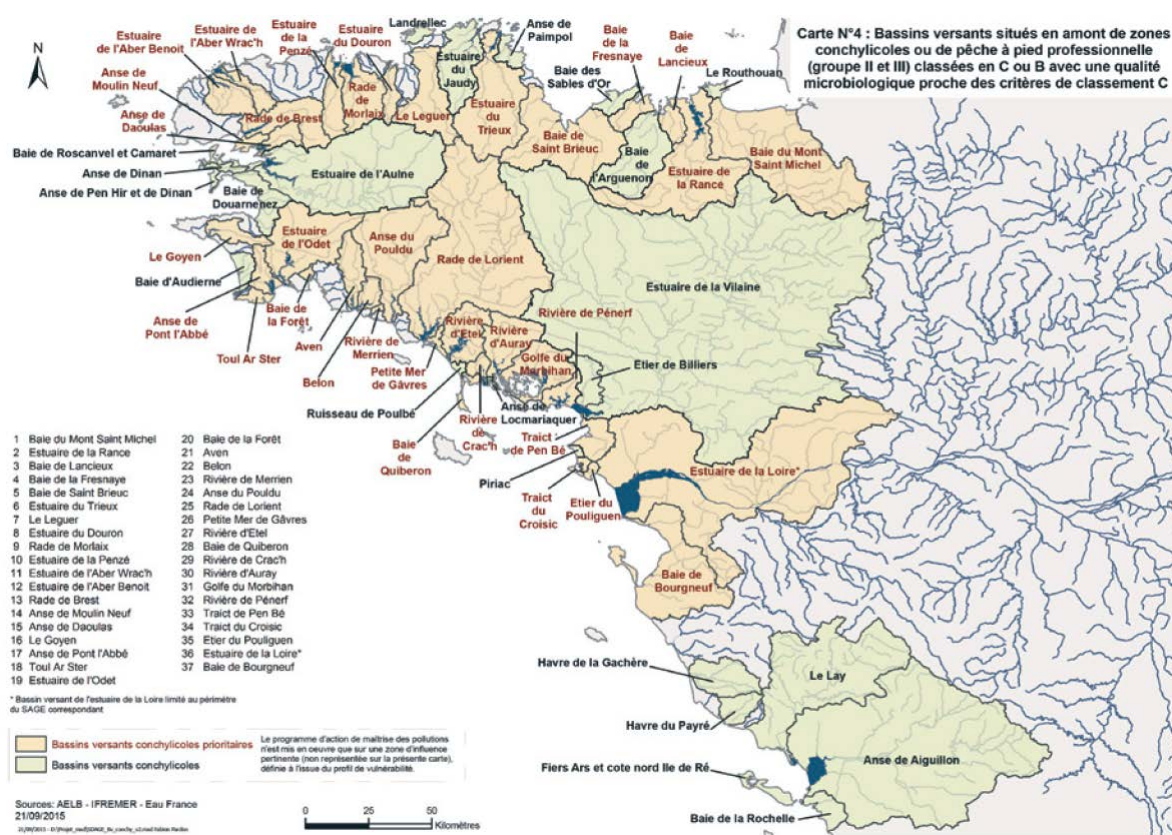 Carte N°4 : Bassins versants situés en amont de zones
conchylicoles ou de pêche à pied professionnelle
(groupe II et III) classées en C ou B avec une qualité
microbiologique proche des critères de classement C
N
Estuaire de
l'Aber Benoit
Estuaire de
l'Aber Wrac'h
Estuaire
de la
Penzé
Estuaire
du Douron
Landrellec
Anse de
Paimpol
Baie
de la
Fresnaye
Baie
de
Lancieux
Le Routhouan
Baie des
Sables d'Or
Anse de
Moulin Neuf
Anse de
Daoulas
Rade de Brest
Rade
de
Morlaix
Le Leguer
Estuaire
du
Jaudy
Estuaire
du
Trieux
Baie de
Saint Brieuc
Baie
de
l'Arguenon
Estuaire
de la Rance
Baie du Mont
Saint Michel
Baie de Roscanvel et Camaret
Anse de Dinan
Anse de Pen Hir et de Dinan
Baie de
Douarnenez
Estuaire de l'Aulne
Le Goyen
Baie d'Audierne
Estuaire
de l'Odet
Anse du
Pouldu
Rade de Lorient
Estuaire de la Vilaine
Anse de
Pont l'Abbé
Toul Ar Ster
Baie de
la Forêt
Aven
Belon
Rivière de
Merrien
Petite Mer
de Gâvres
Rivière
d'Etel
Rivière
d'Auray
Rivière de Pénerf
Golfe du
Morbihan
Etier de Billiers
Ruisseau de Poulbé
Anse de
Locmariaquer
Baie
de
Quiberon
Rivière
de
Crac'h
Traict
de Pen Bé
Piriac
Traict
du
Croisic
Etier du
Pouliguen
Estuaire de la Loire*
Baie de
Bourgneuf
Havre de la Gachère
Le Lay
Havre du Payré
Anse de Aiguillon
Fiers Ars et cote nord Ile de Ré
Baie de la Rochelle
1 Baie du Mont Saint Michel
2 Estuaire de la Rance
3 Baie de Lancieux
4 Baie de la Fresnaye
5 Baie de Saint Brieuc
6 Estuaire du Trieux
7 Le Leguer
8 Estuaire du Douron
9 Rade de Morlaix
10 Estuaire de la Penzé
11 Estuaire de l'Aber Wrac'h
12 Estuaire de l'Aber Benoit
13 Rade de Brest
14 Anse de Moulin Neuf
15 Anse de Daoulas
16 Le Goyen
17 Anse de Pont l'Abbé
18 Toul Ar Ster
19 Estuaire de l'Odet
20 Baie de la Forêt
21 Aven
22 Belon
23 Rivière de Merrien
24 Anse du Pouldu
25 Rade de Lorient
26 Petite Mer de Gâvres
27 Rivière d'Etel
28 Baie de Quiberon
29 Rivière de Crac'h
30 Rivière d'Auray
31 Golfe du Morbihan
32 Rivière de Pénerf
33 Traict de Pen Bé
34 Traict du Croisic
35 Etier du Pouliguen
36 Estuaire de la Loire*
37 Baie de Bourgneuf
* Bassin versant de l'estuaire de la Loire limité au périmètre
du SAGE correspondant
Bassins versants conchylicoles prioritaires
Bassins versants conchylicoles
Le programme d'action de maîtrise des pollutions
n'est mis en oeuvre que sur une zone d'influence
pertinente (non représentée sur la présente carte),
définie à l'issue du profil de vulnérabilité.
Sources: AELB - IFREMER - Eau France
21/09/2015
0 25 50
Kilomètres